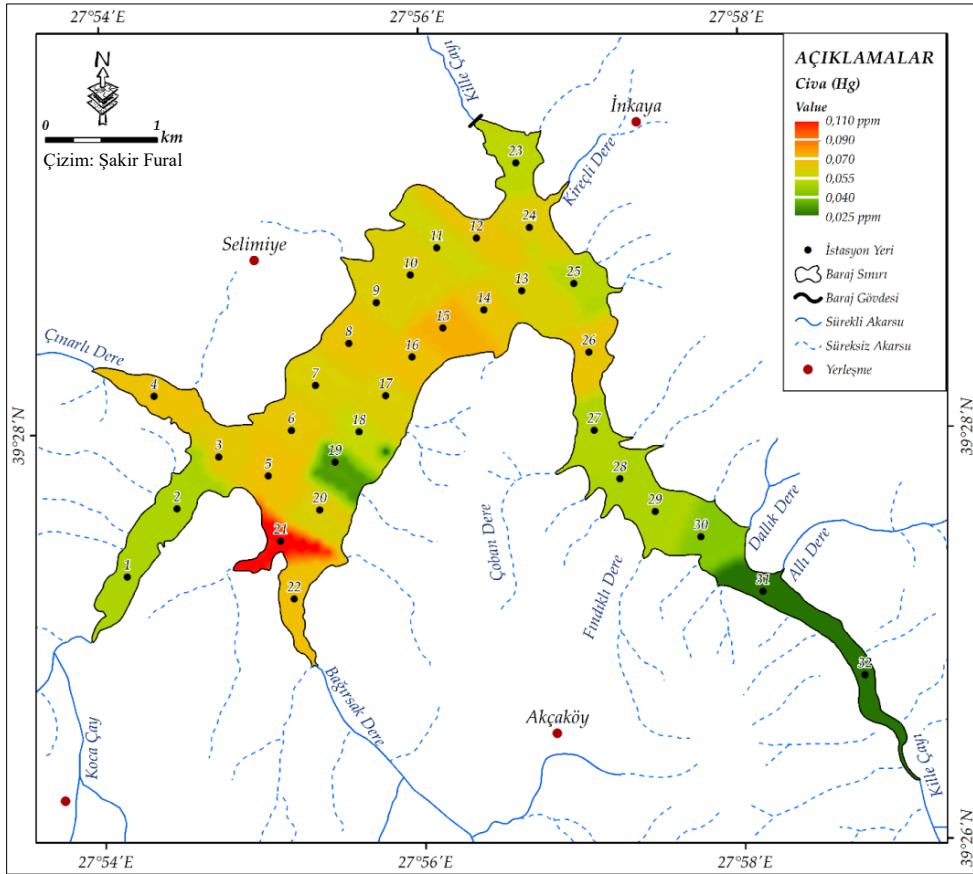 27°54′E
27°56′E
27°58′E
N
0
1
km
Çizim: Şakir Fural
Kille Çayı
İnkaya
Kireçli Dere
Selimiye
Çınarlı Dere
39°28′N
39°28′N
AÇIKLAMALAR
Civa (Hg)
Value
0,110 ppm
0,090
0,070
0,055
0,040
0,025 ppm
İstasyon Yeri
Baraj Sınırı
Baraj Gövdesi
Sürekli Akarsu
Süreksiz Akarsu
Yerleşme
23
24
12
11
10
25
13
9
14
15
8
16
26
7
17
4
6
18
27
3
19
5
28
2
20
29
21
30
1
22
31
32
Çoban Dere
Fındıklı Dere
Dallık Dere
Allı Dere
Bağırsak Dere
Akçaköy
Koca Çay
Kille Çayı
39°26′N
27°54′E
27°56′E
27°58′E